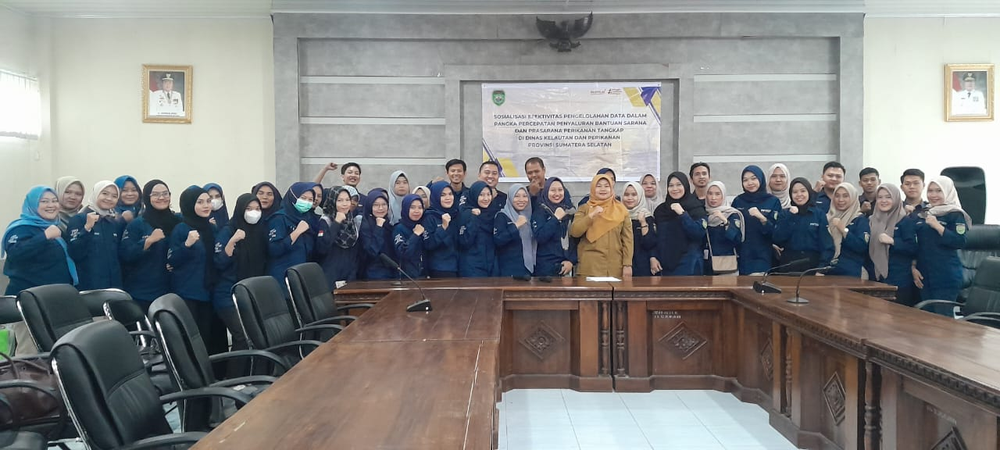 SOSIALISASI EFEKTIVITAS PENGELOLAHAN DATA DALAM
RANGKA PERCEPATAN PENYALURAN BANTUAN SARANA
DAN PRASARANA PERIKANAN TANGKAP
DI DINAS KELAUTAN DAN PERIKANAN
PROVINSI SUMATERA SELATAN